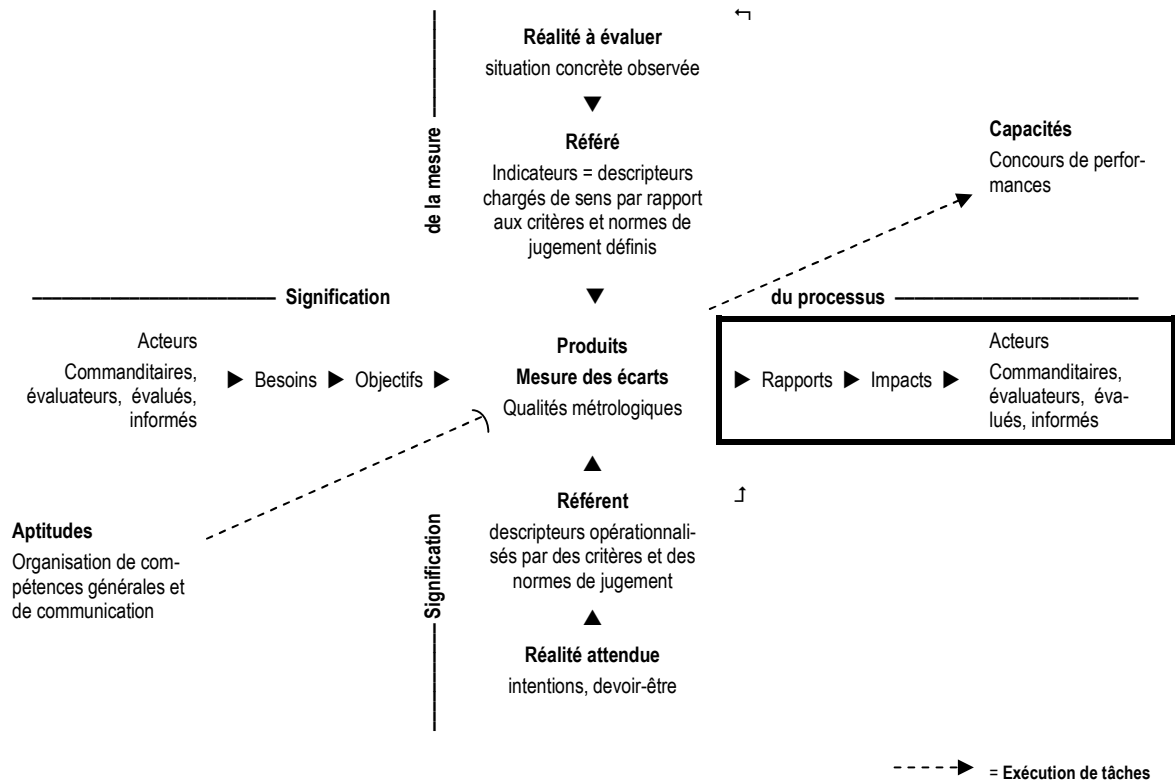 Réalité à évaluer
situation concrète observée
▼
Référé
Indicateurs = descripteurs
chargés de sens par rapport
aux critères et normes de
jugement définis
▼
de la mesure
Capacités
Concours de perfor-
mances
Signification
du processus
Acteurs
Commanditaires,
évaluateurs, évalués,
informés
▶ Besoins ▶ Objectifs ▶
Produits
Mesure des écarts
Qualités métrologiques
▶ Rapports ▶ Impacts ▶
Acteurs
Commanditaires,
évaluateurs, éva-
lués, informés
▲
Référent
descripteurs opérationnali-
sés par des critères et des
normes de jugement
▲
Réalité attendue
intentions, devoir-être
Signification
Aptitudes
Organisation de com-
pétences générales et
de communication
= Exécution de tâches